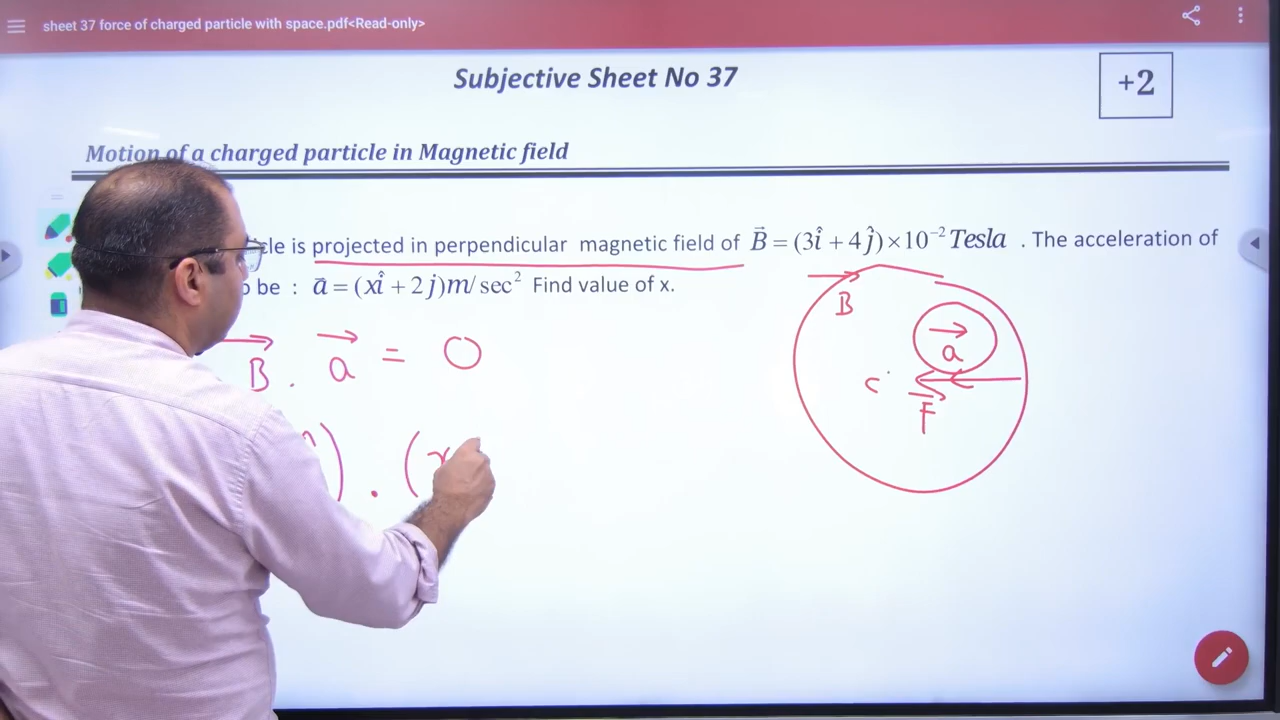 sheet 37 force of charged particle with space.pdf<Read-only>
Subjective Sheet No 37
+2
Motion of a charged particle in Magnetic field
is projected in perpendicular magnetic field of B⃗ = (3î + 4ĵ)×10⁻² Tesla . The acceleration of
be : a⃗ = (xî + 2j)m/sec² Find value of x.
B⃗ . a⃗ = 0
B⃗
a⃗
c
F⃗
) . (x